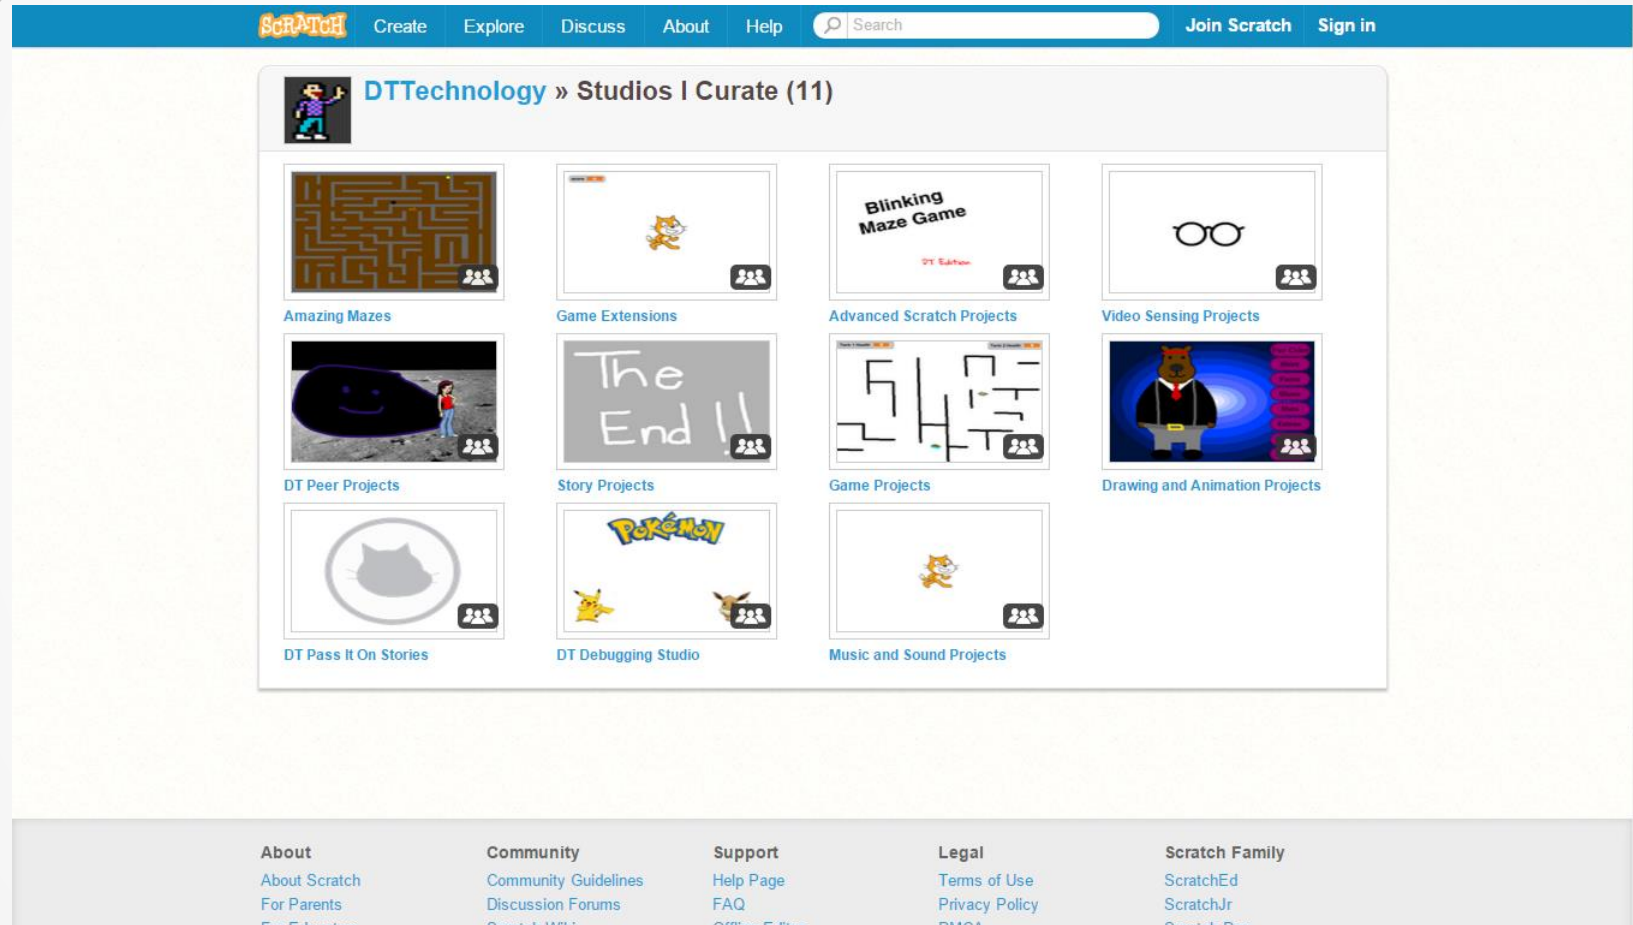 SCRATCH Create Explore Discuss About Help Search Join Scratch Sign in
DTTechnology » Studios I Curate (11)
Blinking
Maze Game
DT Edition
Amazing Mazes Game Extensions Advanced Scratch Projects Video Sensing Projects
The
End !!
DT Peer Projects Story Projects Game Projects Drawing and Animation Projects
POKéMON
DT Pass It On Stories DT Debugging Studio Music and Sound Projects
About Community Support Legal Scratch Family
About Scratch Community Guidelines Help Page Terms of Use ScratchEd
For Parents Discussion Forums FAQ Privacy Policy ScratchJr